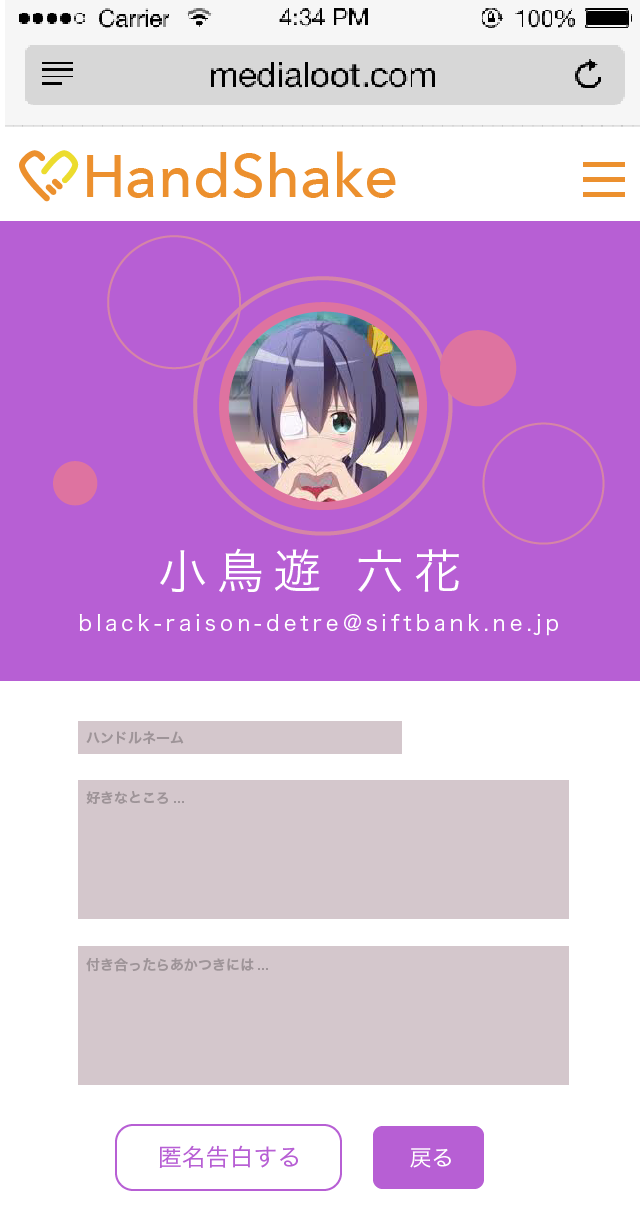 Carrier 4:34 PM 100%
medialoot.com
HandShake
小鳥遊 六花
black-raison-detre@siftbank.ne.jp
ハンドルネーム
好きなところ...
付き合ったらあかつきには...
匿名告白する 戻る